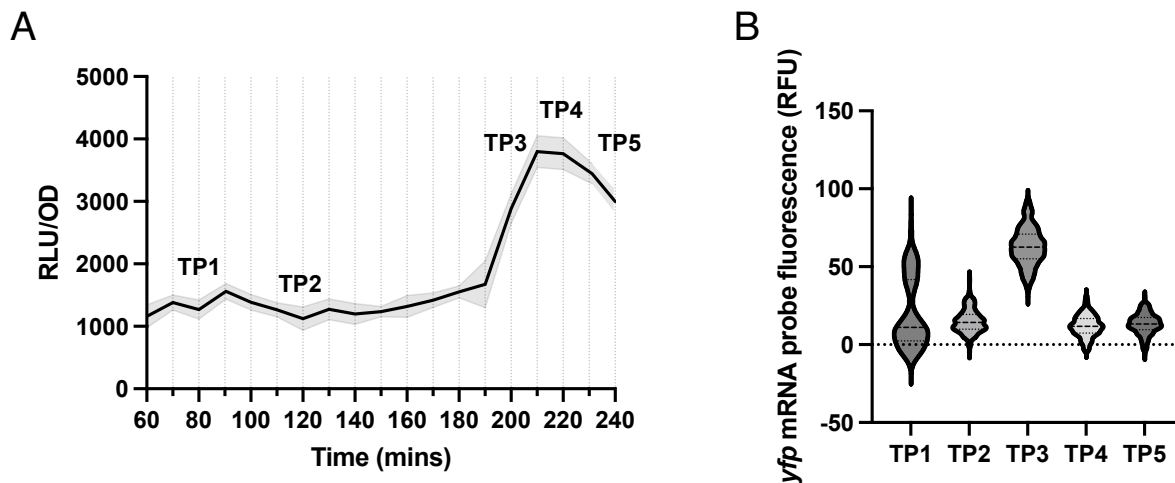 A
5000
4000
3000
2000
1000
0
RLU/OD
TP1
TP2
TP3
TP4
TP5
60 80 100 120 140 160 180 200 220 240
Time (mins)
B
yfp mRNA probe fluorescence (RFU)
150
100
50
0
-50
TP1 TP2 TP3 TP4 TP5